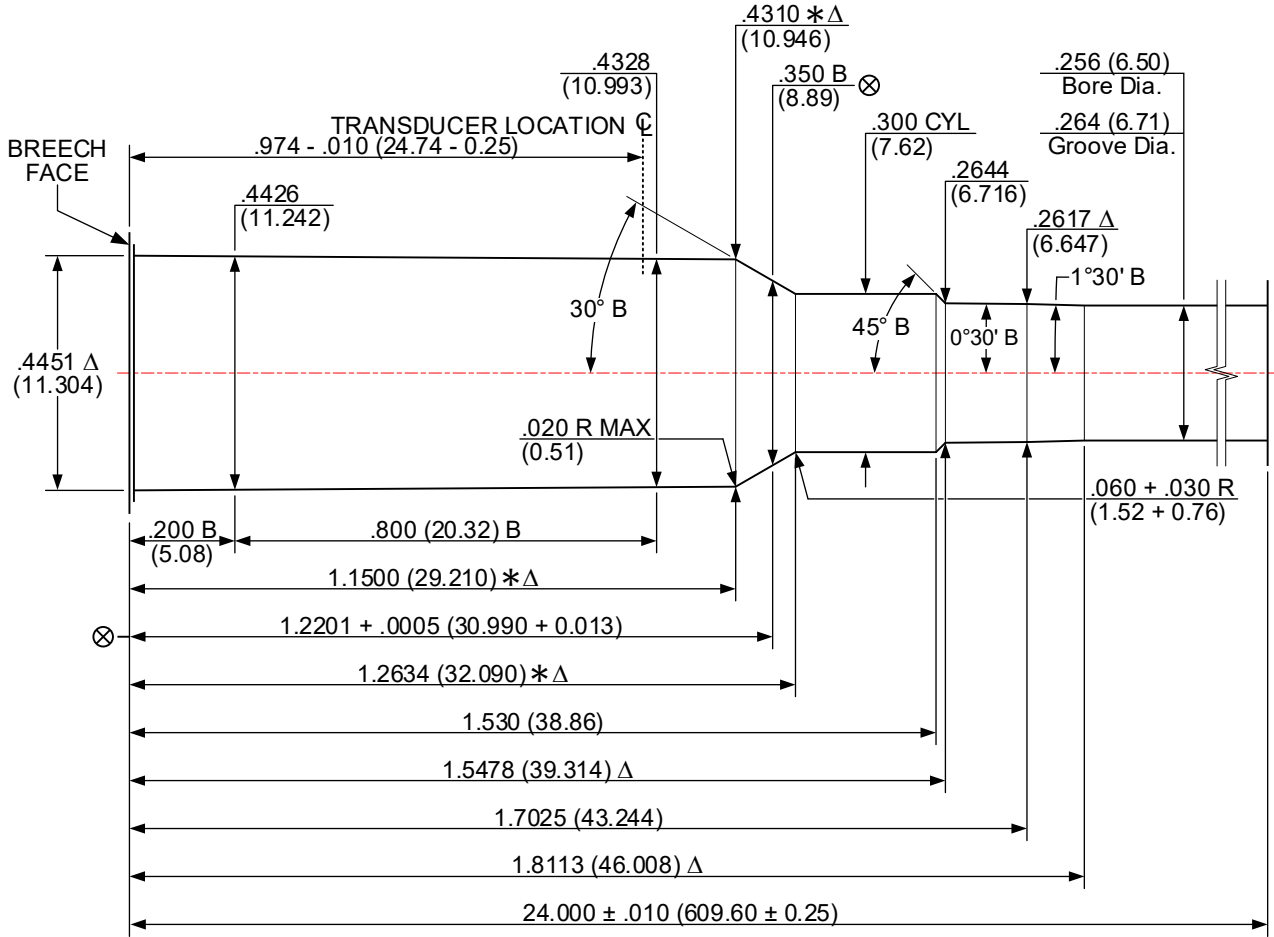 .4310 ✱ Δ
(10.946)
.4328
(10.993)
.350 B ⊗
(8.89)
.256 (6.50)
Bore Dia.
TRANSDUCER LOCATION ℄
.974 - .010 (24.74 - 0.25)
.300 CYL
(7.62)
.264 (6.71)
Groove Dia.
BREECH
FACE
.4426
(11.242)
.2644
(6.716)
.2617 Δ
(6.647)
1°30' B
30° B
45° B
0°30' B
.4451 Δ
(11.304)
.020 R MAX
(0.51)
.060 + .030 R
(1.52 + 0.76)
.200 B
(5.08)
.800 (20.32) B
1.1500 (29.210) ✱ Δ
⊗
1.2201 + .0005 (30.990 + 0.013)
1.2634 (32.090) ✱ Δ
1.530 (38.86)
1.5478 (39.314) Δ
1.7025 (43.244)
1.8113 (46.008) Δ
24.000 ± .010 (609.60 ± 0.25)